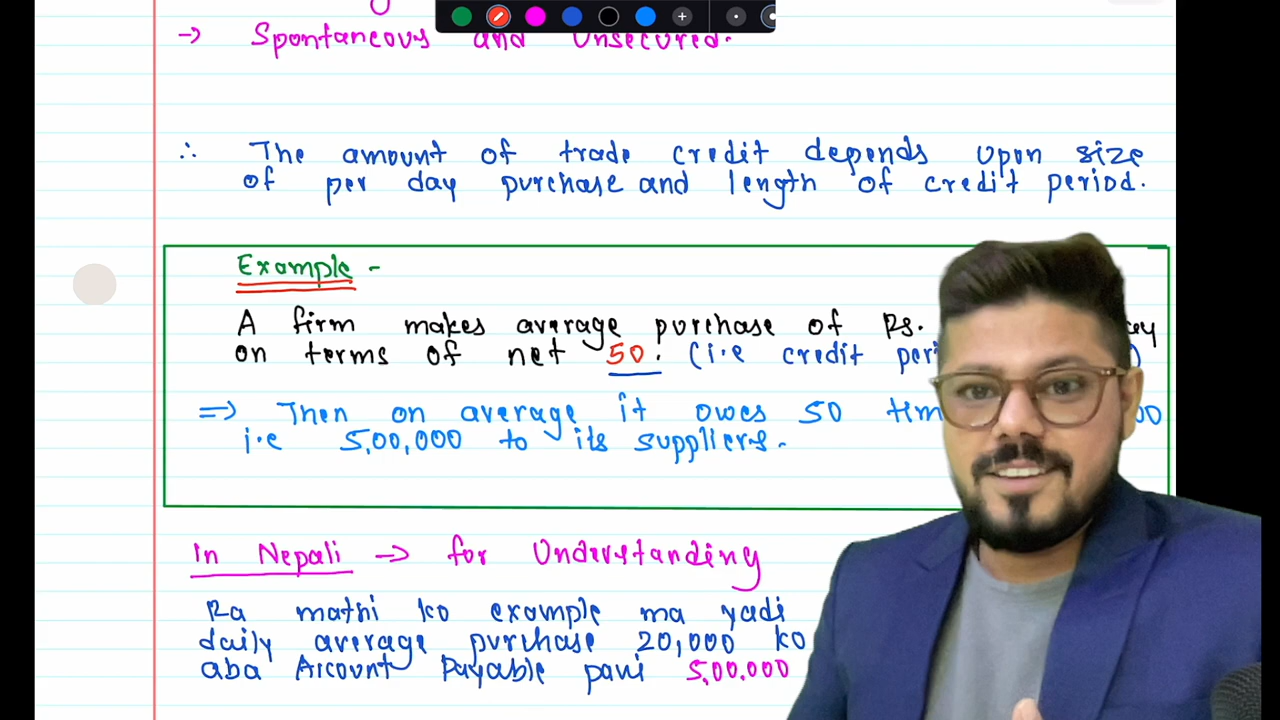 → Spontaneous and Unsecured.
∴ The amount of trade credit depends upon size
of per day purchase and length of credit period.
Example -
A firm makes average purchase of Rs.
on terms of net 50. (i.e credit
⇒ Then on average it owes 50
i.e 5,00,000 to its suppliers.
In Nepali → for Understanding
Ra mathi ko example ma yadi
daily average purchase 20,000 ko
aba Account Payable pani 5,00,000